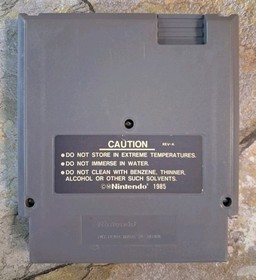 CAUTION REV-A
•DO NOT STORE IN EXTREME TEMPERATURES.
•DO NOT IMMERSE IN WATER.
•DO NOT CLEAN WITH BENZENE, THINNER,
ALCOHOL OR OTHER SUCH SOLVENTS.
©®Nintendo® 1985
Nintendo